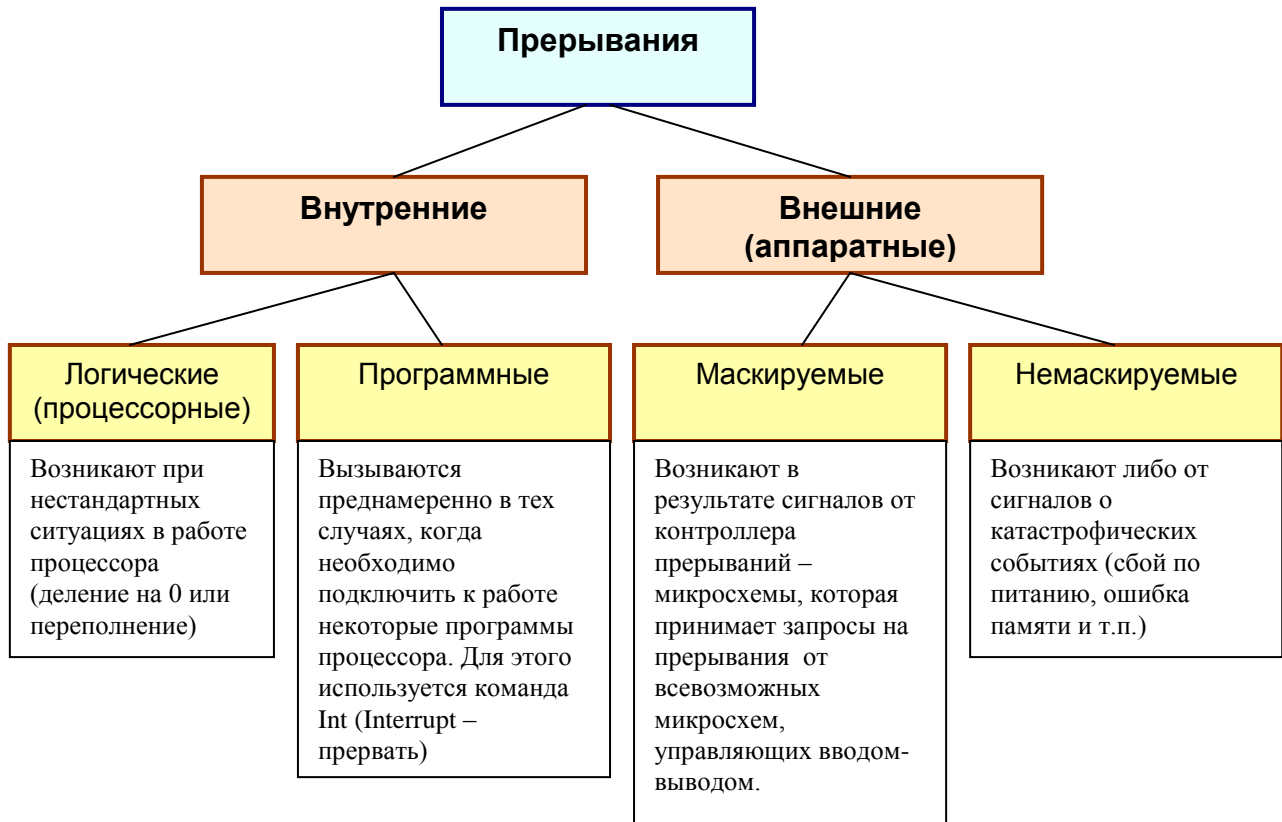 Прерывания
Внутренние
Внешние
(аппаратные)
Логические
(процессорные)
Возникают при
нестандартных
ситуациях в работе
процессора
(деление на 0 или
переполнение)
Программные
Вызываются
преднамеренно в тех
случаях, когда
необходимо
подключить к работе
некоторые программы
процессора. Для этого
используется команда
Int (Interrupt –
прервать)
Маскируемые
Возникают в
результате сигналов от
контроллера
прерываний –
микросхемы, которая
принимает запросы на
прерывания от
всевозможных
микросхем,
управляющих вводом-
выводом.
Немаскируемые
Возникают либо от
сигналов о
катастрофических
событиях (сбой по
питанию, ошибка
памяти и т.п.)